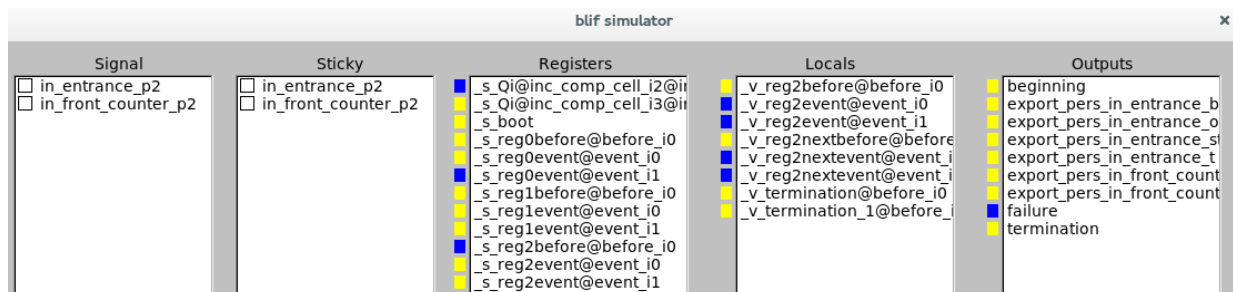 blif simulator
×
Signal
in_entrance_p2
in_front_counter_p2
Sticky
in_entrance_p2
in_front_counter_p2
Registers
_s_Qi@inc_comp_cell_i2@i
_s_Qi@inc_comp_cell_i3@i
_s_boot
_s_reg0before@before_i0
_s_reg0event@event_i0
_s_reg0event@event_i1
_s_reg1before@before_i0
_s_reg1event@event_i0
_s_reg1event@event_i1
_s_reg2before@before_i0
_s_reg2event@event_i0
_s_reg2event@event_i1
Locals
_v_reg2before@before_i0
_v_reg2event@event_i0
_v_reg2event@event_i1
_v_reg2nextbefore@before
_v_reg2nextevent@event_i
_v_reg2nextevent@event_i
_v_termination@before_i0
_v_termination_1@before_i
Outputs
beginning
export_pers_in_entrance_b
export_pers_in_entrance_o
export_pers_in_entrance_s
export_pers_in_entrance_t
export_pers_in_front_count
export_pers_in_front_count
failure
termination